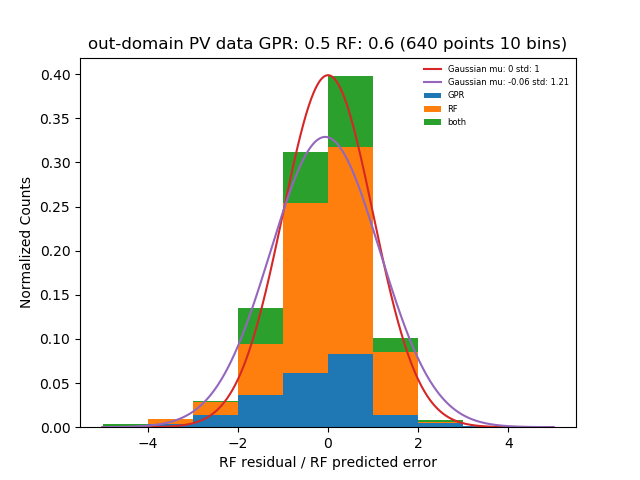 out-domain PV data GPR: 0.5 RF: 0.6 (640 points 10 bins)
Gaussian mu: 0 std: 1
Gaussian mu: -0.06 std: 1.21
GPR
RF
both
Normalized Counts
0.40
0.35
0.30
0.25
0.20
0.15
0.10
0.05
0.00
−4 −2 0 2 4
RF residual / RF predicted error